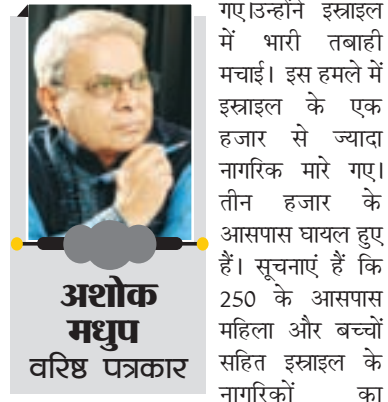 अशोक
मधुप
वरिष्ठ पत्रकार
गए।उन्होंने इस्राइल
में भारी तबाही
मचाई। इस हमले में
इस्राइल के एक
हजार से ज्यादा
नागरिक मारे गए।
तीन हजार के
आसपास घायल हुए
हैं। सूचनाएं हैं कि
250 के आसपास
महिला और बच्चों
सहित इस्राइल के
नागरिकों का